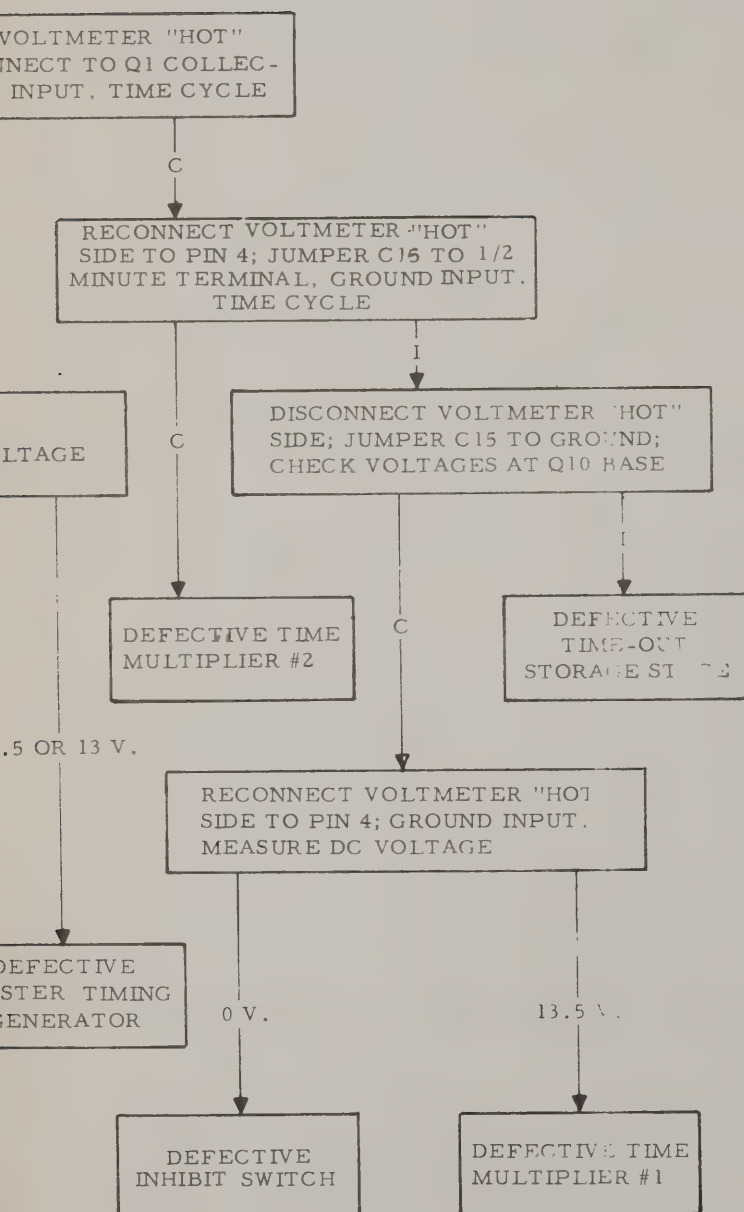 VOLTMETER "HOT"
NNECT TO Q1 COLLEC-
INPUT, TIME CYCLE
C
RECONNECT VOLTMETER "HOT"
SIDE TO PIN 4; JUMPER C15 TO 1/2
MINUTE TERMINAL, GROUND INPUT.
TIME CYCLE
I
C
LTAGE
DISCONNECT VOLTMETER "HOT"
SIDE; JUMPER C15 TO GROUND;
CHECK VOLTAGES AT Q10 BASE
I
C
DEFECTIVE TIME
MULTIPLIER #2
DEFECTIVE
TIME-OUT
STORAGE
.5 OR 13 V.
RECONNECT VOLTMETER "HOT
SIDE TO PIN 4; GROUND INPUT.
MEASURE DC VOLTAGE
DEFECTIVE
STER TIMING
GENERATOR
0 V.
13.5 V.
DEFECTIVE
INHIBIT SWITCH
DEFECTIVE TIME
MULTIPLIER #1